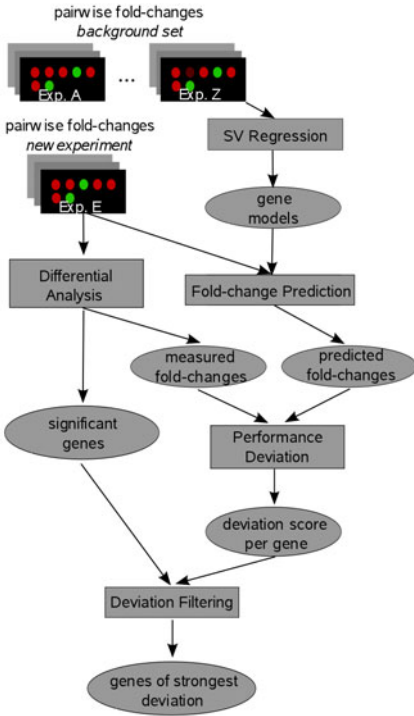 pairwise fold-changes
background set
Exp. A
...
Exp. Z
pairwise fold-changes
new experiment
Exp. E
SV Regression
gene
models
Differential
Analysis
Fold-change Prediction
measured
fold-changes
predicted
fold-changes
significant
genes
Performance
Deviation
deviation score
per gene
Deviation Filtering
genes of strongest
deviation